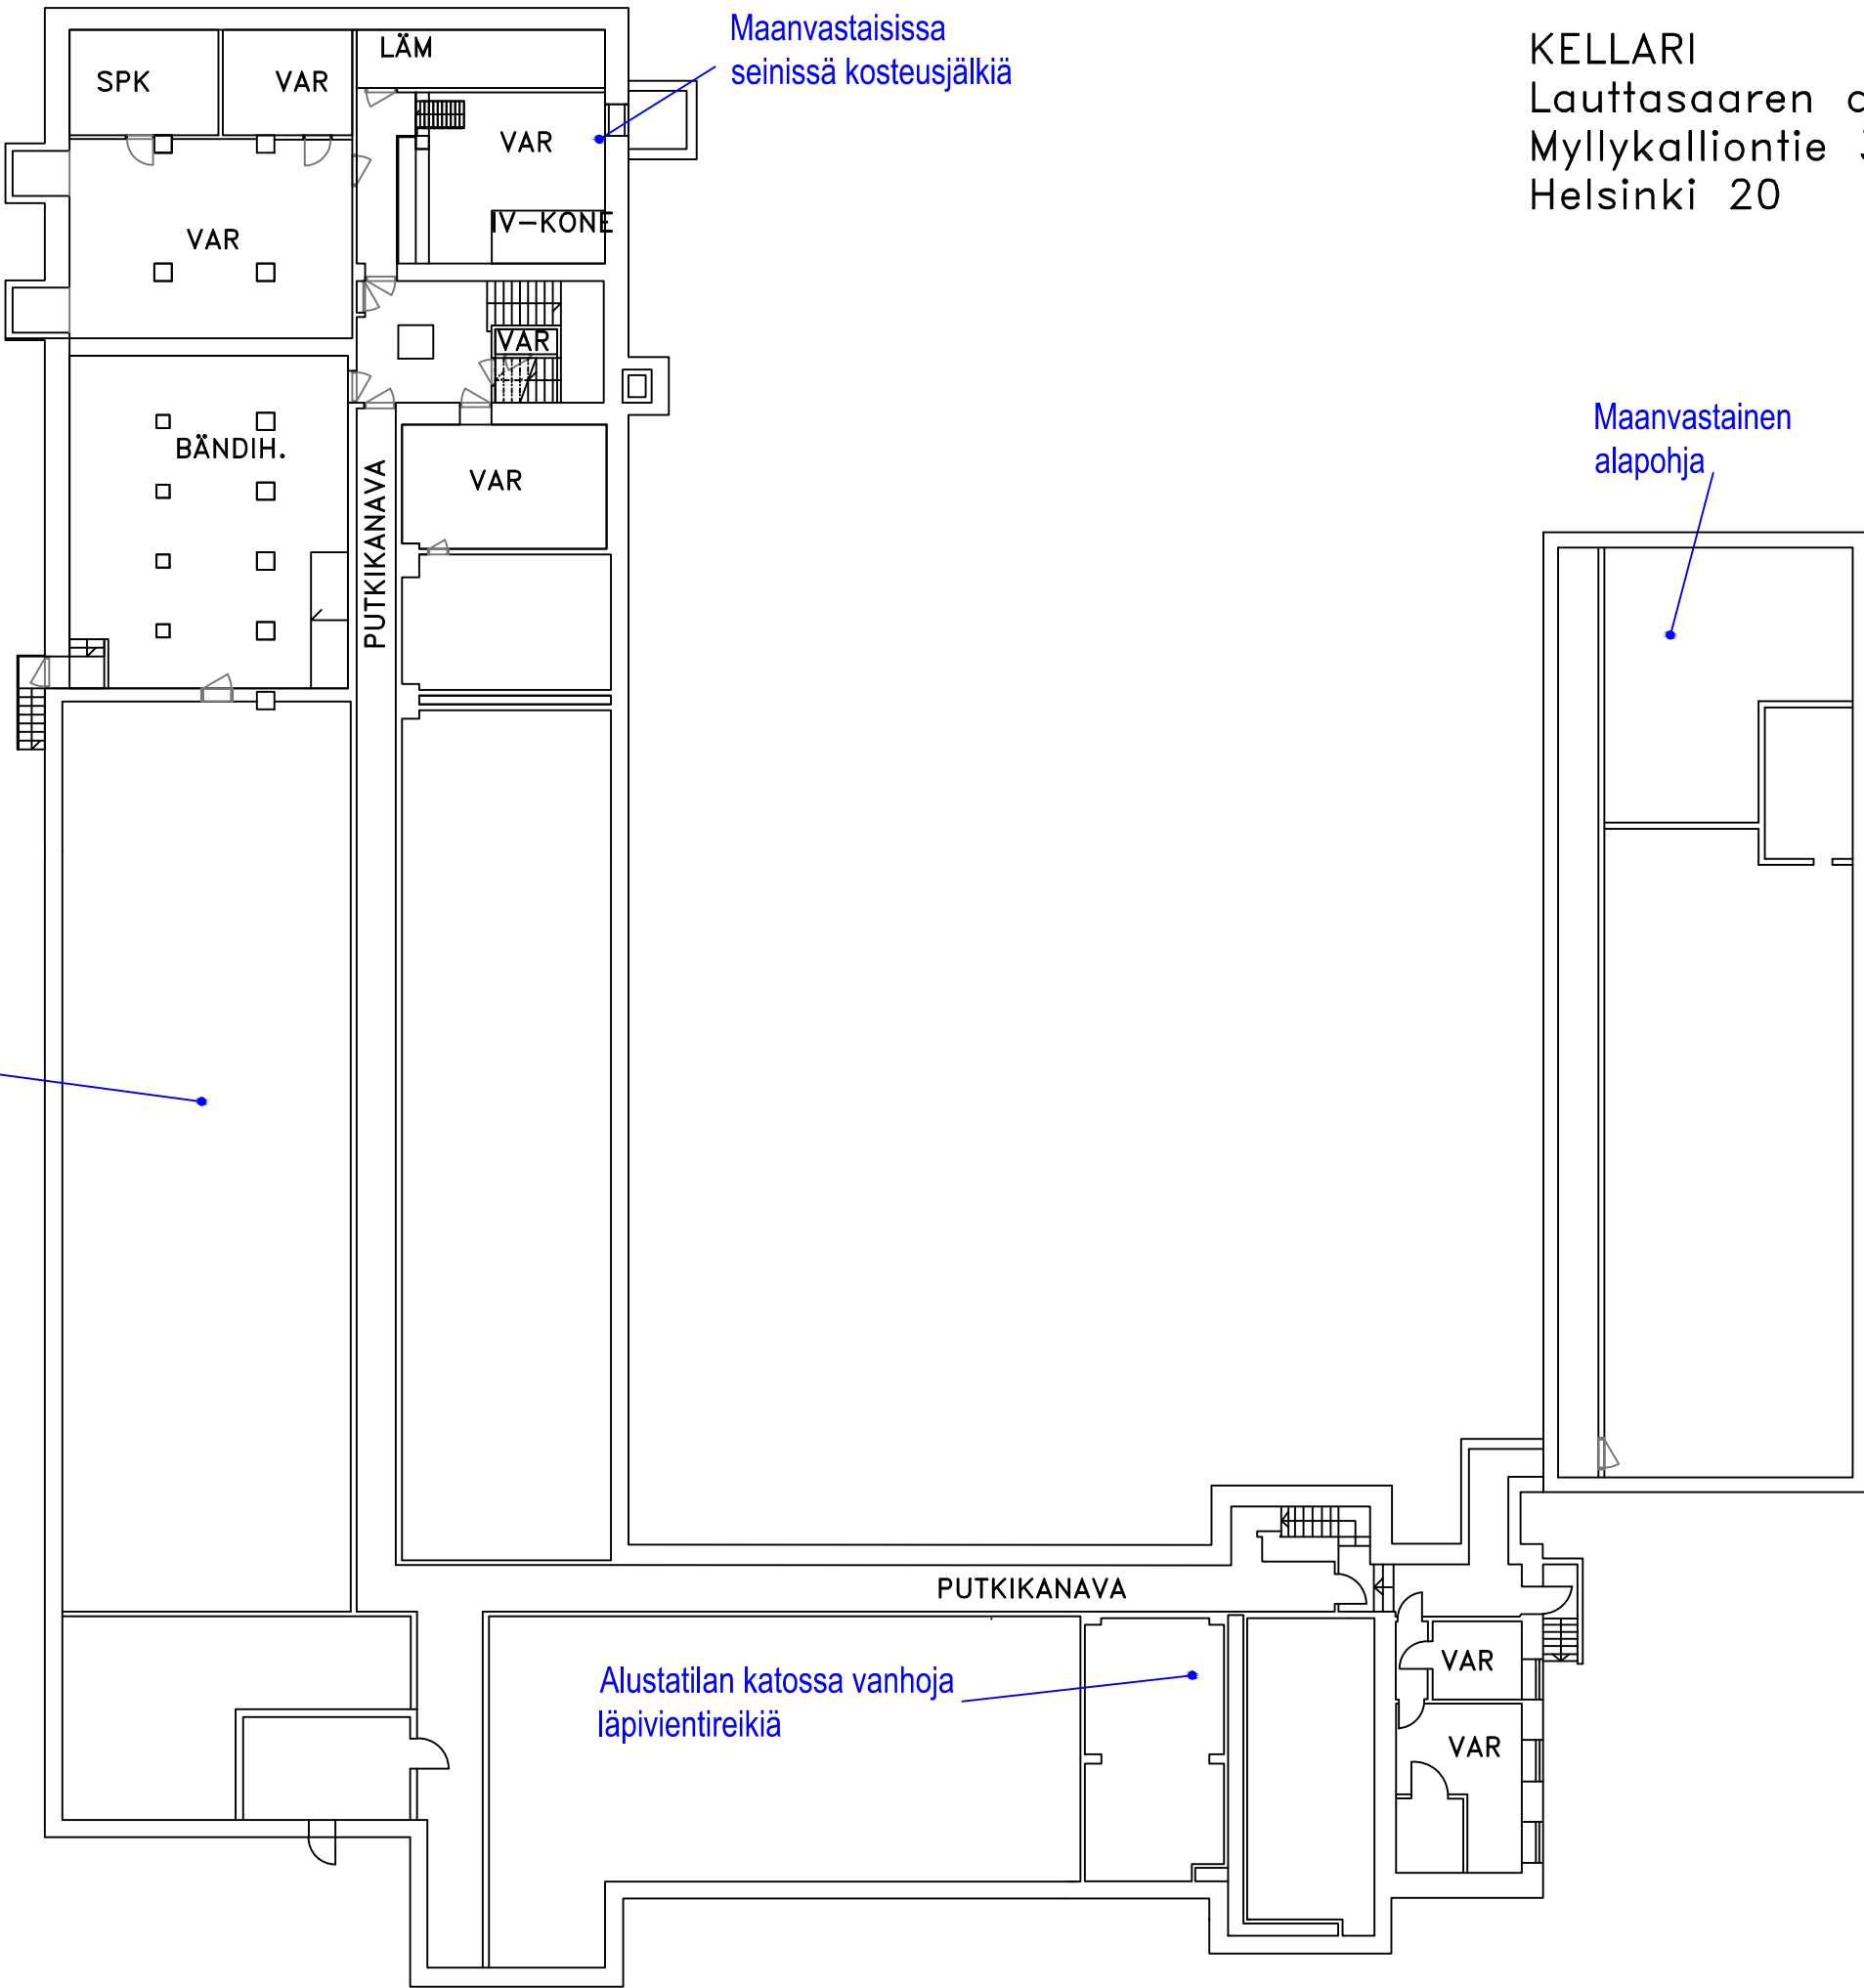 Maanvastaisissa
seinissä kosteusjälkiä
KELLARI
Lauttasaaren
Myllykalliontie
Helsinki 20
LÄM
SPK
VAR
VAR
IV-KONE
VAR
VAR
Maanvastainen
alapohja
BÄNDIH.
VAR
PUTKIKANAVA
PUTKIKANAVA
Alustatilan katossa vanhoja
läpivientireikiä
VAR
VAR